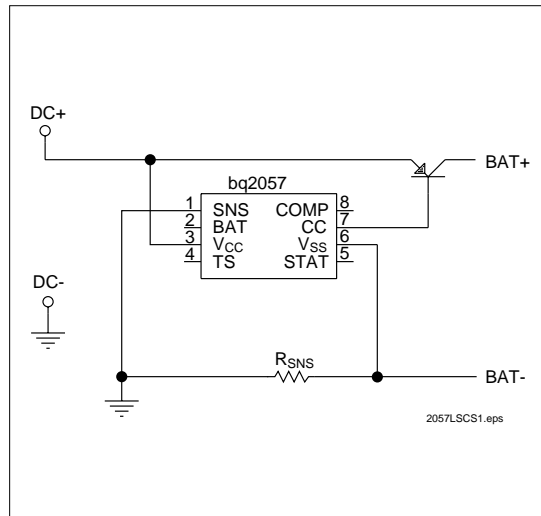 DC+
BAT+
bq2057
1 SNS COMP 8
2 BAT CC 7
3 VCC VSS 6
4 TS STAT 5
DC-
RSNS
BAT-
2057LSCS1.eps